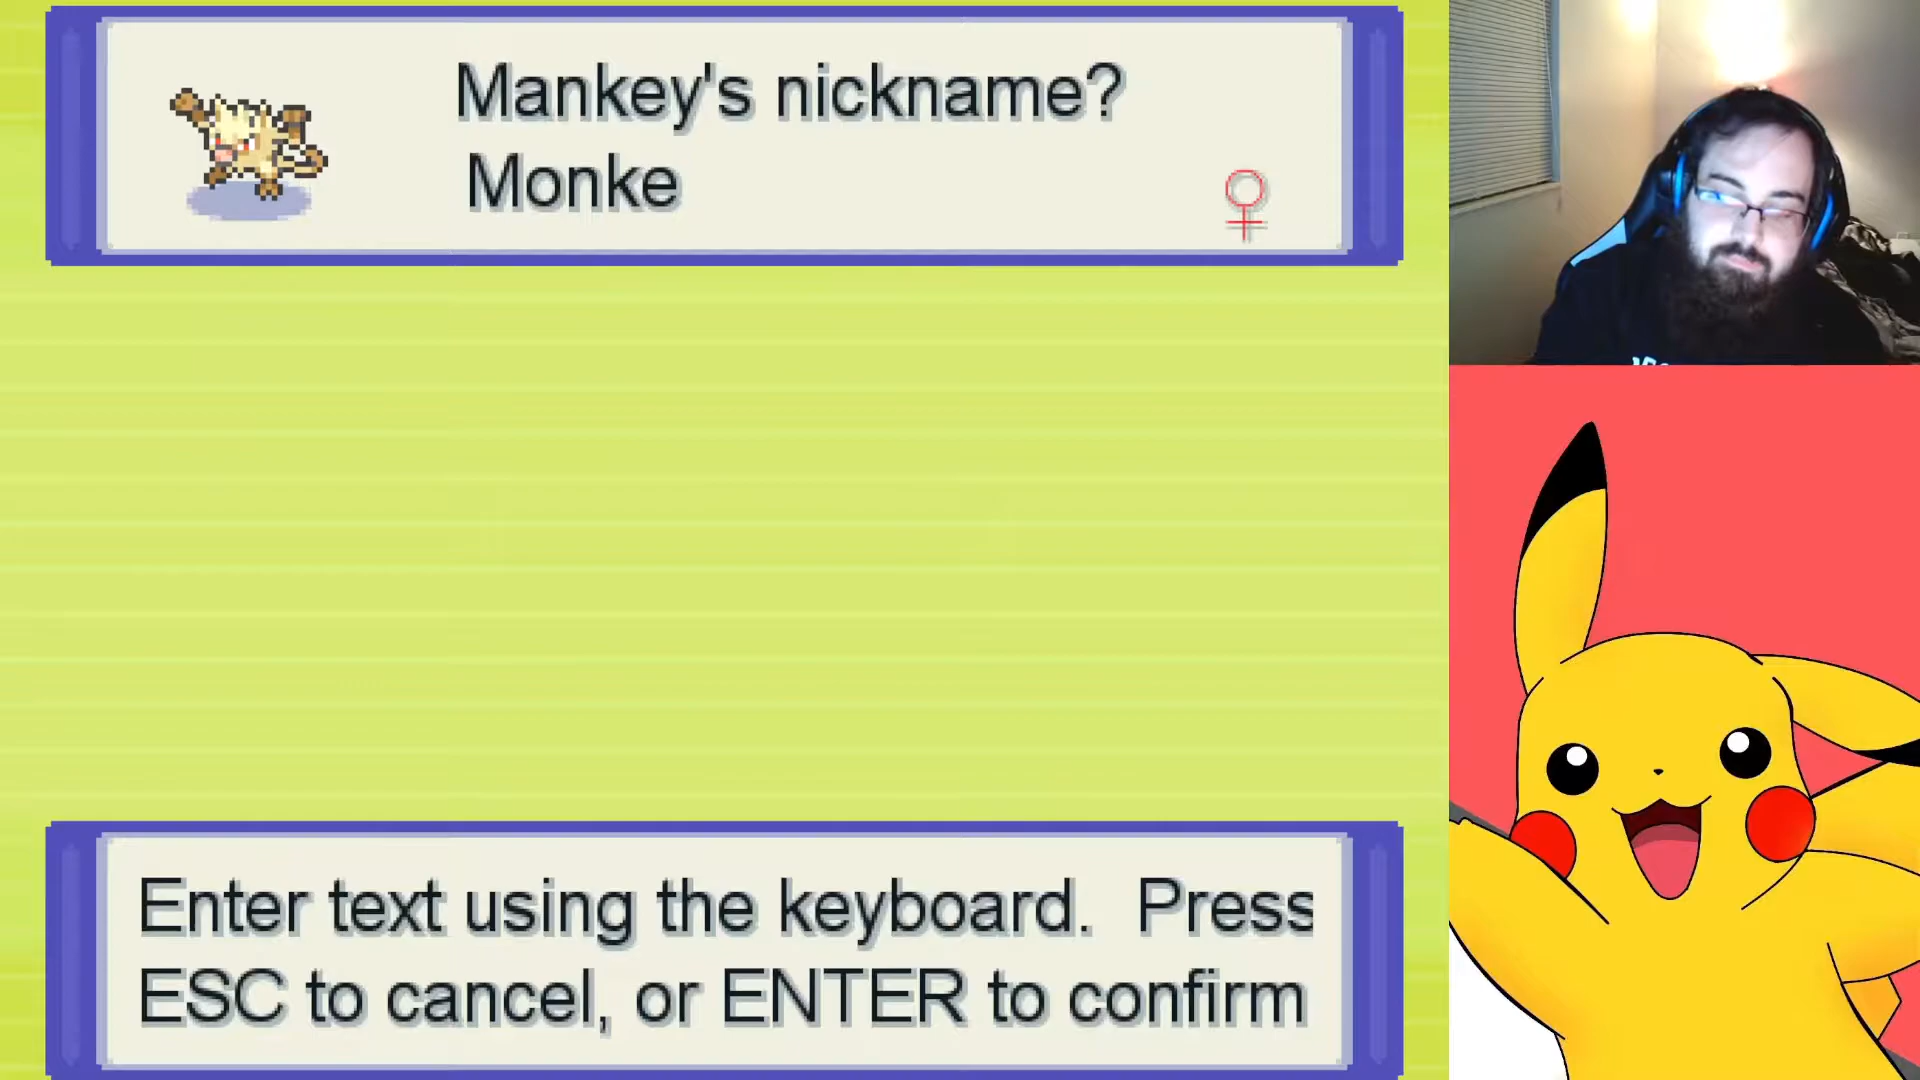 Mankey's nickname?
Monke
♀
Enter text using the keyboard. Press
ESC to cancel, or ENTER to confirm